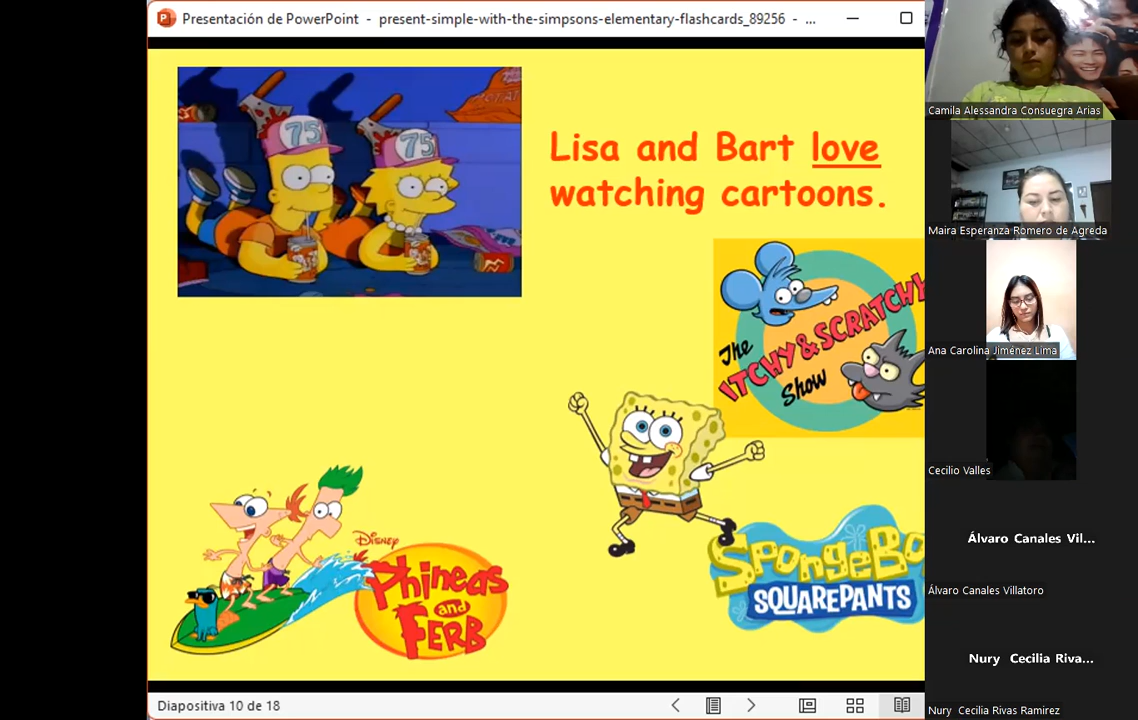 Presentación de PowerPoint - present-simple-with-the-simpsons-elementary-flashcards_89256 - ...
75
75
Lisa and Bart love
watching cartoons.
The
ITCHY & SCRATCHY
Show
DISNEY
Phineas
and
FERB
SPONGEBO
SQUAREPANTS
Diapositiva 10 de 18
Camila Alessandra Consuegra Arias
Maira Esperanza Romero de Agreda
Ana Carolina Jiménez Lima
Cecilio Valles
Álvaro Canales Vil...
Álvaro Canales Villatoro
Nury Cecilia Riva...
Nury Cecilia Rivas Ramirez